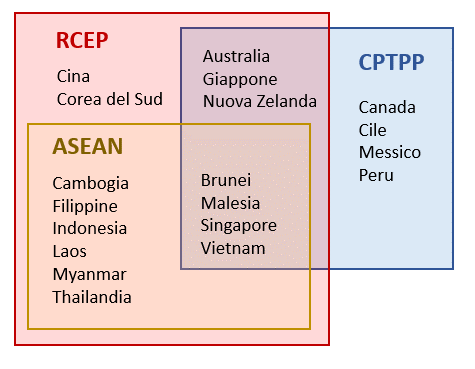 RCEP
Cina
Corea del Sud
Australia
Giappone
Nuova Zelanda
CPTPP
Canada
Cile
Messico
Peru
ASEAN
Cambogia
Filippine
Indonesia
Laos
Myanmar
Thailandia
Brunei
Malesia
Singapore
Vietnam